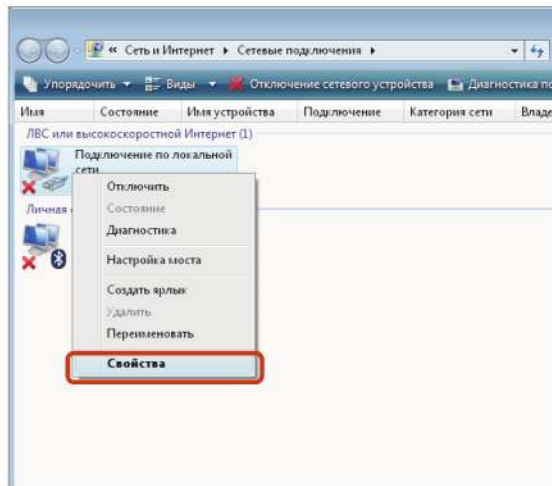 « Сеть и Интернет ▸ Сетевые подключения ▸
Упорядочить Виды Отключение сетевого устройства Диагностика по
Имя Состояние Имя устройства Подключение Категория сети Владе
ЛВС или высокоскоростной Интернет (1)
Подключение по локальной
сети
Отключить
Личная
Состояние
Диагностика
Настройка моста
Создать ярлык
Удалить
Переименовать
Свойства